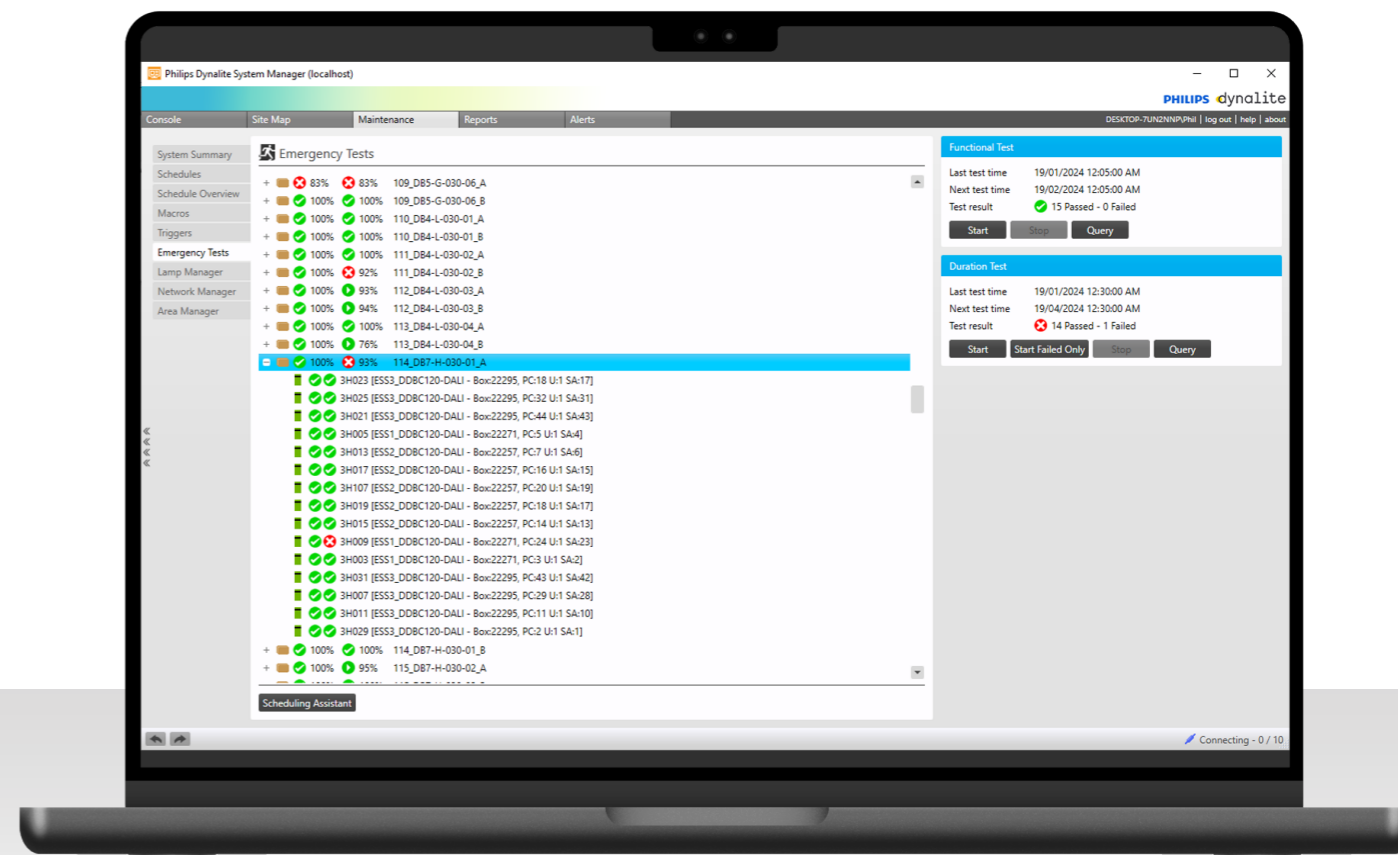 Philips Dynalite System Manager (localhost)
PHILIPS dynalite
Console Site Map Maintenance Reports Alerts
DESKTOP-7UN2NNP\Phil | log out | help | about
System Summary
Schedules
Schedule Overview
Macros
Triggers
Emergency Tests
Lamp Manager
Network Manager
Area Manager
Emergency Tests
+ 83% 83% 109_DB5-G-030-06_A
+ 100% 100% 109_DB5-G-030-06_B
+ 100% 100% 110_DB4-L-030-01_A
+ 100% 100% 110_DB4-L-030-01_B
+ 100% 100% 111_DB4-L-030-02_A
+ 100% 92% 111_DB4-L-030-02_B
+ 100% 93% 112_DB4-L-030-03_A
+ 100% 94% 112_DB4-L-030-03_B
+ 100% 100% 113_DB4-L-030-04_A
+ 100% 76% 113_DB4-L-030-04_B
100% 93% 114_DB7-H-030-01_A
3H023 [ESS3_DDBC120-DALI - Box:22295, PC:18 U:1 SA:17]
3H025 [ESS3_DDBC120-DALI - Box:22295, PC:32 U:1 SA:31]
3H021 [ESS3_DDBC120-DALI - Box:22295, PC:44 U:1 SA:43]
3H005 [ESS1_DDBC120-DALI - Box:22271, PC:5 U:1 SA:4]
3H013 [ESS2_DDBC120-DALI - Box:22257, PC:7 U:1 SA:6]
3H017 [ESS2_DDBC120-DALI - Box:22257, PC:16 U:1 SA:15]
3H107 [ESS2_DDBC120-DALI - Box:22257, PC:20 U:1 SA:19]
3H019 [ESS2_DDBC120-DALI - Box:22257, PC:18 U:1 SA:17]
3H015 [ESS2_DDBC120-DALI - Box:22257, PC:14 U:1 SA:13]
3H009 [ESS1_DDBC120-DALI - Box:22271, PC:24 U:1 SA:23]
3H003 [ESS1_DDBC120-DALI - Box:22271, PC:3 U:1 SA:2]
3H031 [ESS3_DDBC120-DALI - Box:22295, PC:43 U:1 SA:42]
3H007 [ESS3_DDBC120-DALI - Box:22295, PC:29 U:1 SA:28]
3H011 [ESS3_DDBC120-DALI - Box:22295, PC:11 U:1 SA:10]
3H029 [ESS3_DDBC120-DALI - Box:22295, PC:2 U:1 SA:1]
+ 100% 100% 114_DB7-H-030-01_B
+ 100% 95% 115_DB7-H-030-02_A
Scheduling Assistant
Functional Test
Last test time 19/01/2024 12:05:00 AM
Next test time 19/02/2024 12:05:00 AM
Test result 15 Passed - 0 Failed
Start Stop Query
Duration Test
Last test time 19/01/2024 12:30:00 AM
Next test time 19/04/2024 12:30:00 AM
Test result 14 Passed - 1 Failed
Start Start Failed Only Stop Query
Connecting - 0 / 10